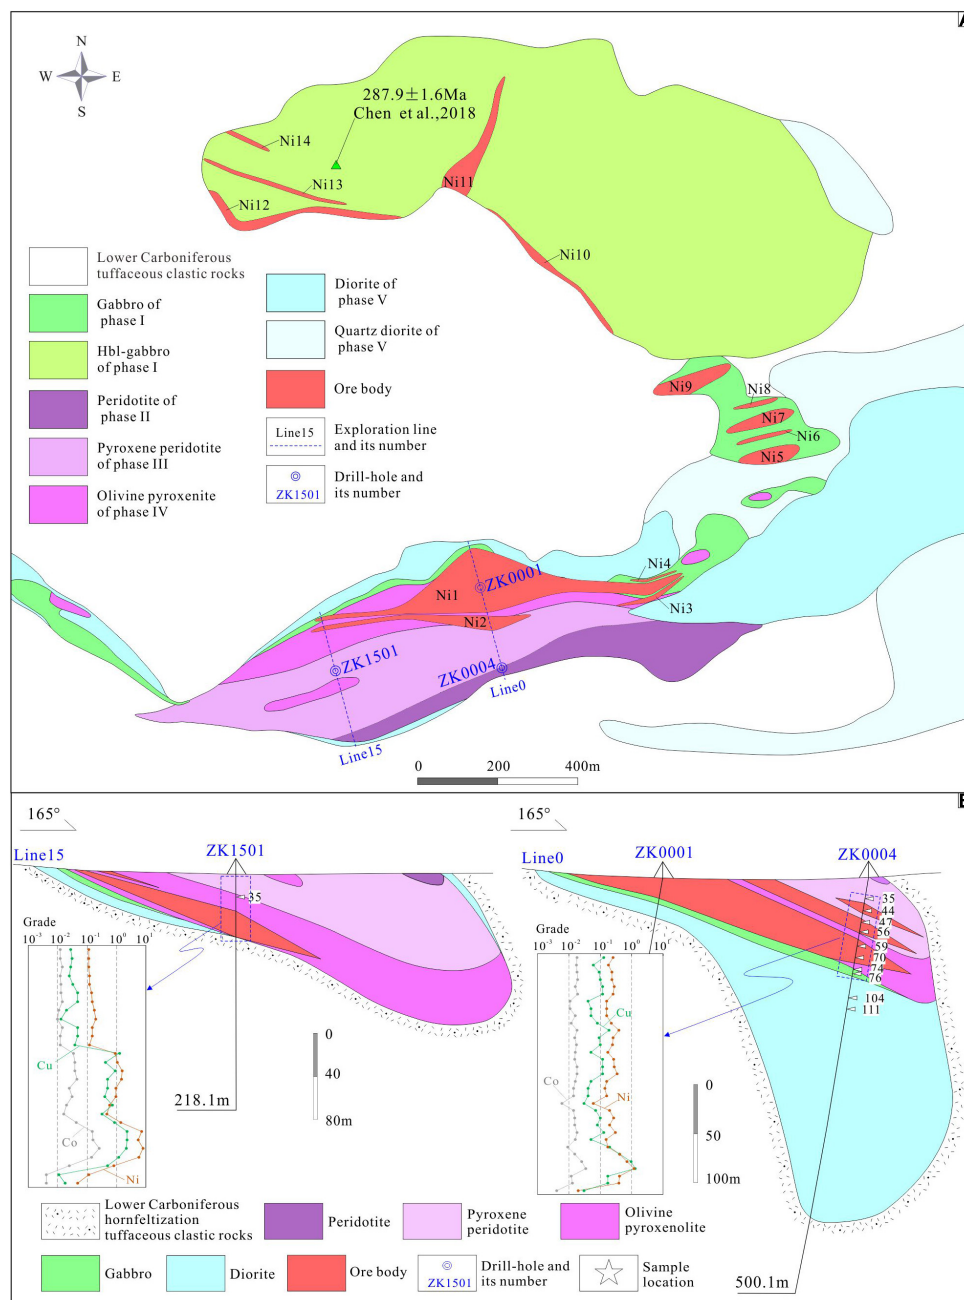 A
N
W E
S
287.9±1.6Ma
Chen et al.,2018
Ni14
Ni13
Ni12
Ni11
Ni10
Lower Carboniferous
tuffaceous clastic rocks
Gabbro of
phase I
Hbl-gabbro
of phase I
Peridotite of
phase II
Pyroxene peridotite
of phase III
Olivine pyroxenite
of phase IV
Diorite of
phase V
Quartz diorite of
phase V
Ore body
Line15
Exploration line
and its number
ZK1501
Drill-hole and
its number
Ni9
Ni8
Ni7
Ni6
Ni5
Ni4
Ni3
Ni1
Ni2
ZK0001
ZK1501
ZK0004
Line0
Line15
0 200 400m
165°
Line15
ZK1501
35
Grade
10⁻³ 10⁻² 10⁻¹ 10⁰ 10¹
Cu
Co
Ni
218.1m
0
40
80m
165°
Line0
ZK0001
ZK0004
35
44
47
56
59
70
74
76
104
111
Grade
10⁻³ 10⁻² 10⁻¹ 10⁰ 10¹
Cu
Co
Ni
0
50
100m
500.1m
Lower Carboniferous
hornfeltization
tuffaceous clastic rocks
Peridotite
Pyroxene
peridotite
Olivine
pyroxenolite
Gabbro
Diorite
Ore body
ZK1501
Drill-hole and
its number
Sample
location